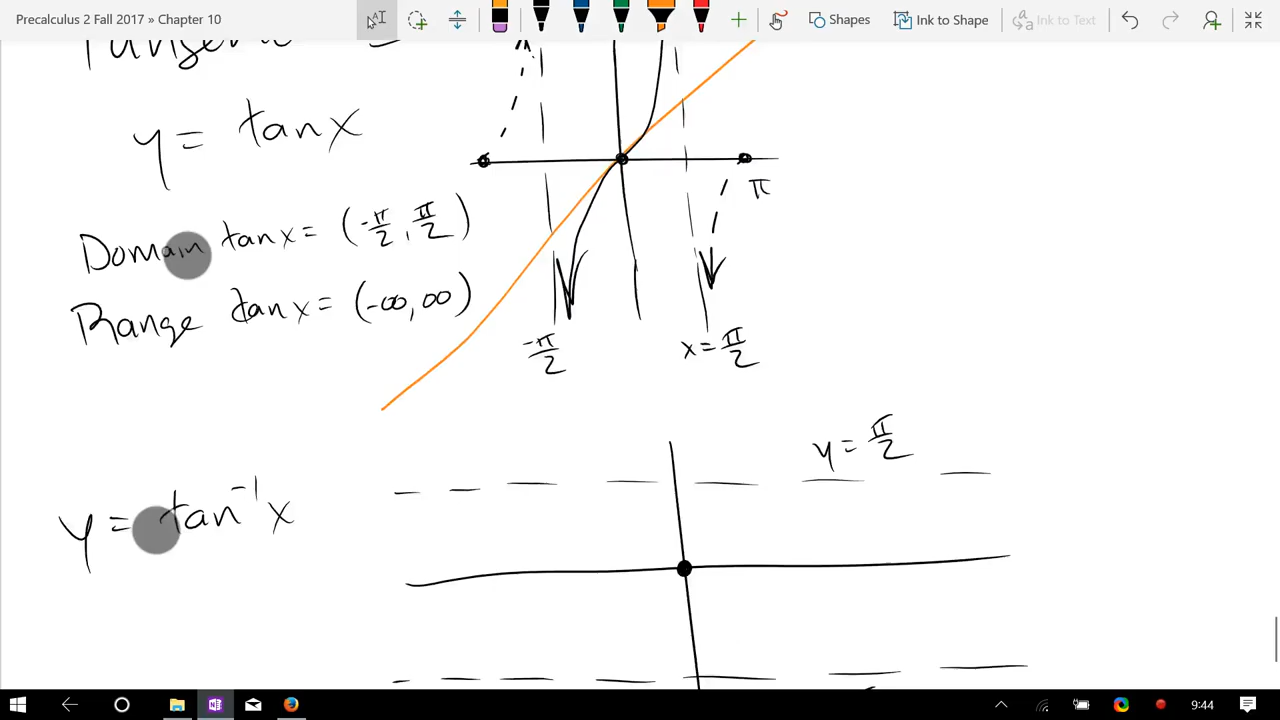 Precalculus 2 Fall 2017 » Chapter 10
Shapes
Ink to Shape
Ink to Text
y = tan x
π
Domain tan x = (-π/2, π/2)
Range tan x = (-∞, ∞)
-π/2
x = π/2
y = π/2
y = tan⁻¹ x
9:44